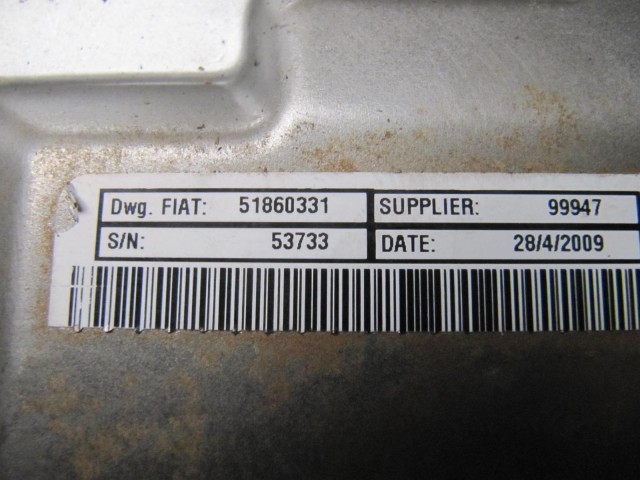 Dwg. FIAT: 51860331 SUPPLIER: 99947
S/N: 53733 DATE: 28/4/2009